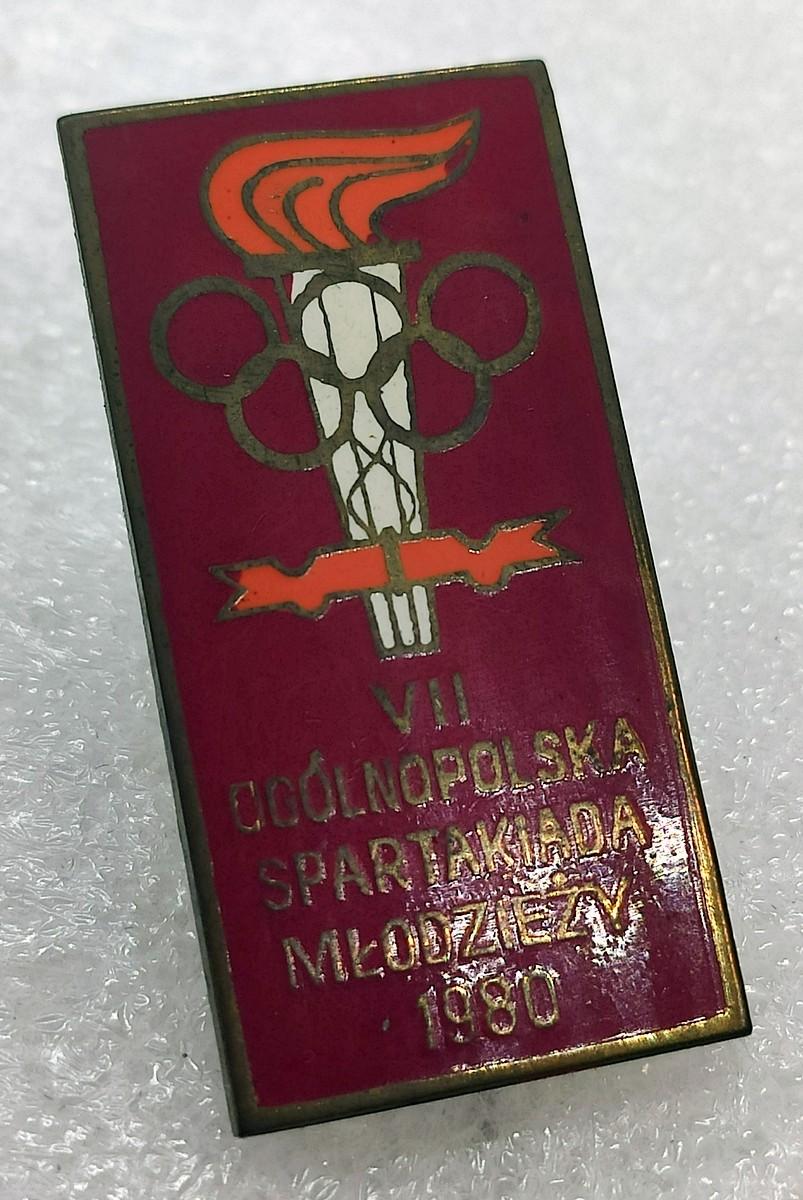 VII
OGÓLNOPOLSKA
SPARTAKIADA
MŁODZIEŻY
1980